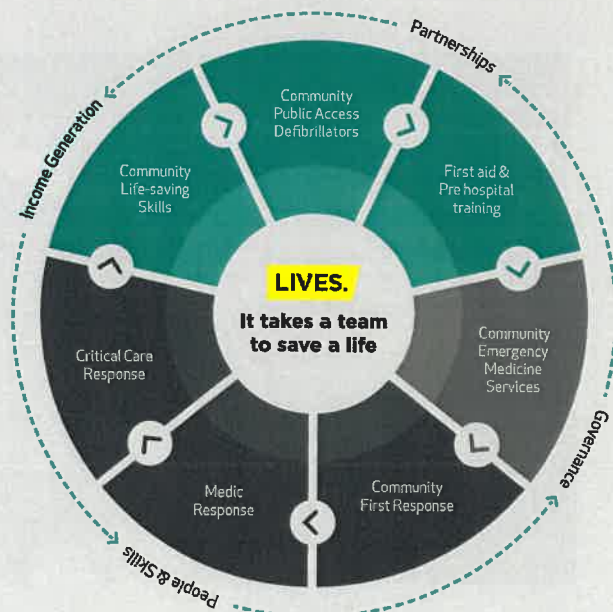 Partnerships
Income Generation
Community
Public Access
Defibrillators
Community
Life-saving
Skills
First aid &
Pre hospital
training
LIVES.
It takes a team
to save a life
Critical Care
Response
Community
Emergency
Medicine
Services
Medic
Response
Community
First Response
Governance
People & Skills